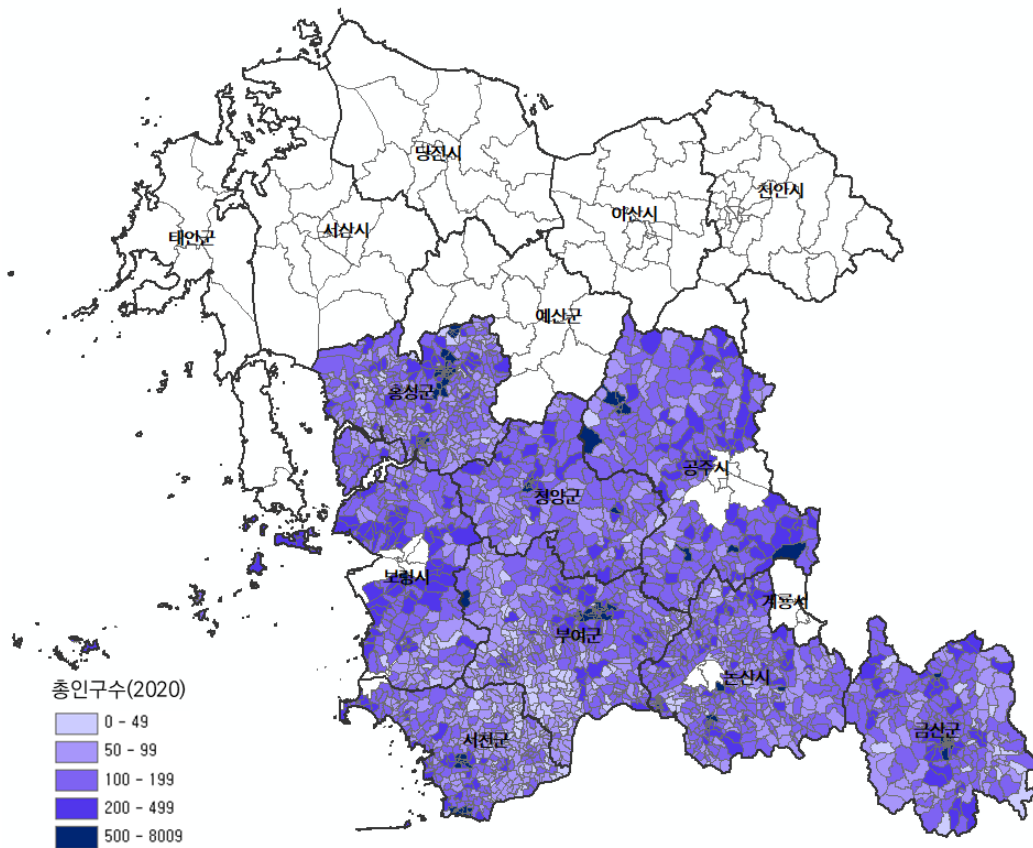 당진시
천안시
아산시
서산시
태안군
예산군
홍성군
공주시
청양군
보령시
계룡시
부여군
논산시
금산군
서천군
총인구수(2020)
0 - 49
50 - 99
100 - 199
200 - 499
500 - 8009